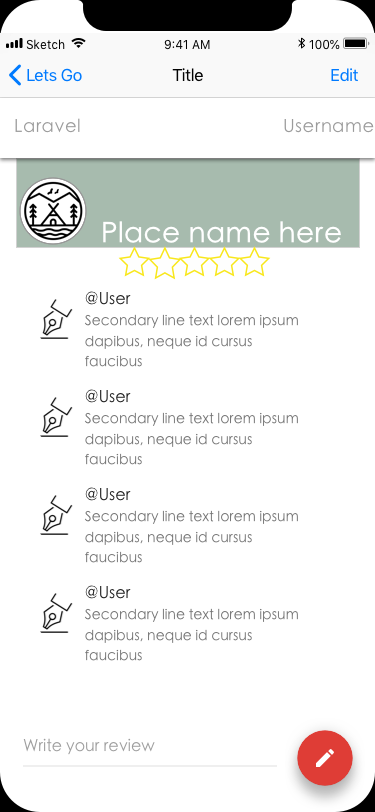 Sketch 9:41 AM 100%
Lets Go Title Edit
Laravel Username
Place name here
@User
Secondary line text lorem ipsum
dapibus, neque id cursus
faucibus
@User
Secondary line text lorem ipsum
dapibus, neque id cursus
faucibus
@User
Secondary line text lorem ipsum
dapibus, neque id cursus
faucibus
@User
Secondary line text lorem ipsum
dapibus, neque id cursus
faucibus
Write your review